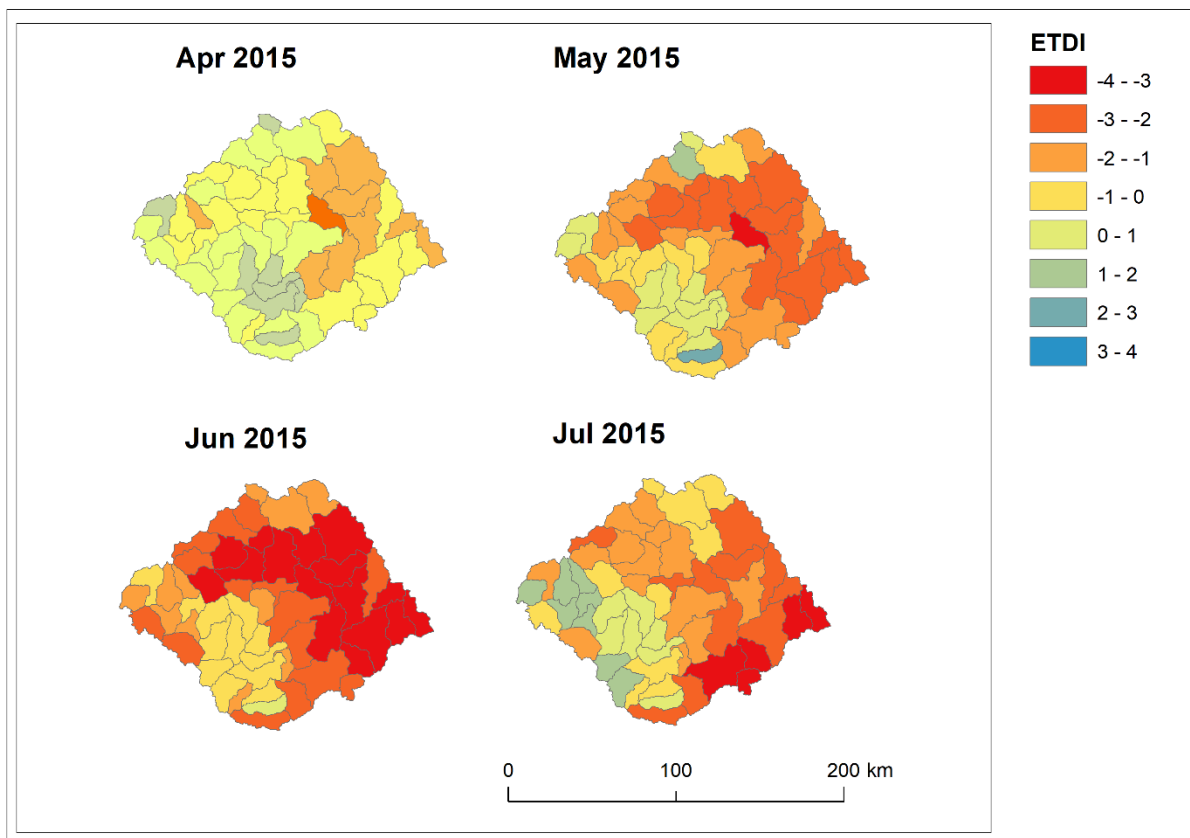 Apr 2015
May 2015
Jun 2015
Jul 2015
0 100 200 km
ETDI
-4 - -3
-3 - -2
-2 - -1
-1 - 0
0 - 1
1 - 2
2 - 3
3 - 4